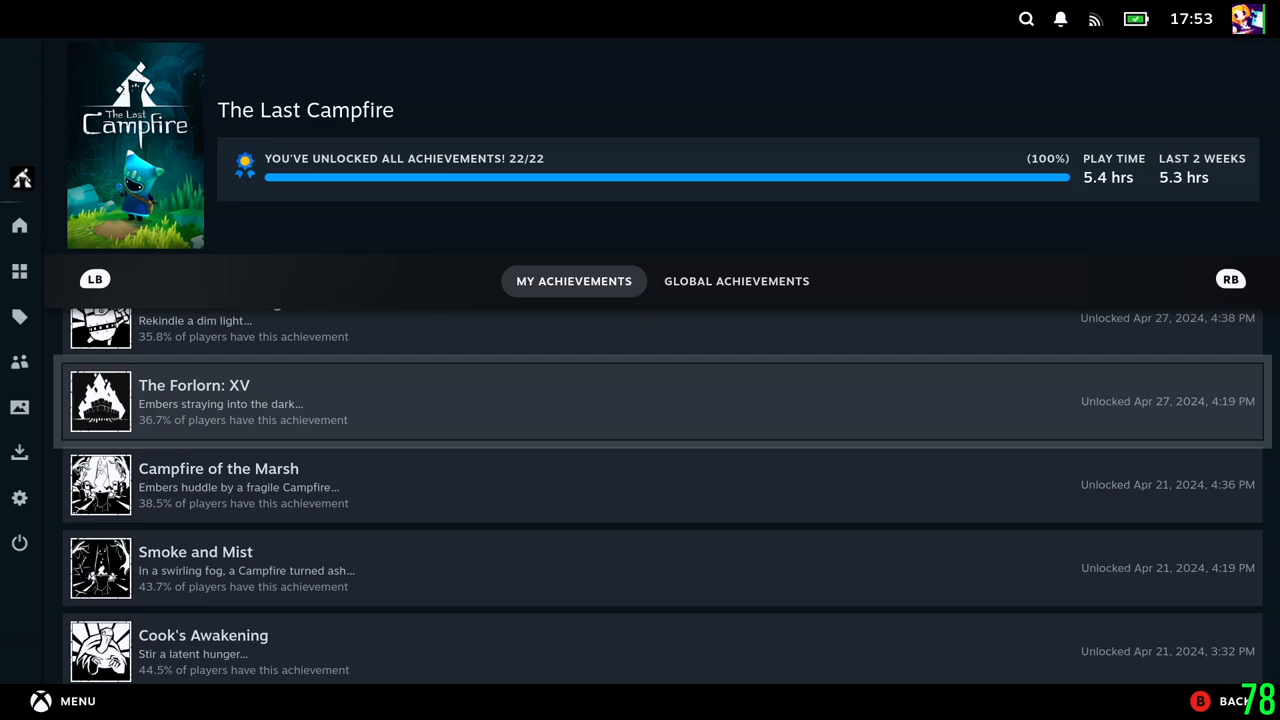 17:53
The Last
Campfire
The Last Campfire
YOU'VE UNLOCKED ALL ACHIEVEMENTS! 22/22
(100%)
PLAY TIME
LAST 2 WEEKS
5.4 hrs
5.3 hrs
LB
MY ACHIEVEMENTS
GLOBAL ACHIEVEMENTS
RB
Rekindle a dim light...
Unlocked Apr 27, 2024, 4:38 PM
35.8% of players have this achievement
The Forlorn: XV
Embers straying into the dark...
Unlocked Apr 27, 2024, 4:19 PM
36.7% of players have this achievement
Campfire of the Marsh
Embers huddle by a fragile Campfire...
Unlocked Apr 21, 2024, 4:36 PM
38.5% of players have this achievement
Smoke and Mist
In a swirling fog, a Campfire turned ash...
Unlocked Apr 21, 2024, 4:19 PM
43.7% of players have this achievement
Cook's Awakening
Stir a latent hunger...
Unlocked Apr 21, 2024, 3:32 PM
44.5% of players have this achievement
MENU
B BACK
78